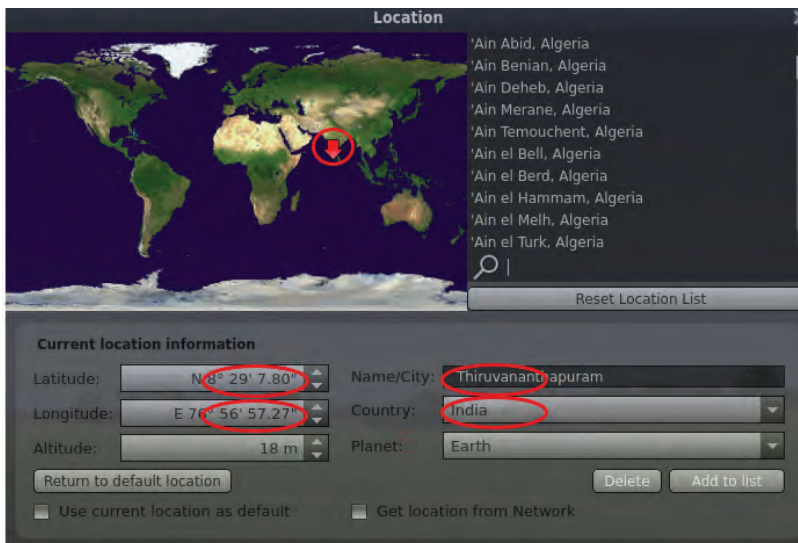 Location
'Ain Abid, Algeria
'Ain Benian, Algeria
'Ain Deheb, Algeria
'Ain Merane, Algeria
'Ain Temouchent, Algeria
'Ain el Bell, Algeria
'Ain el Berd, Algeria
'Ain el Hammam, Algeria
'Ain el Melh, Algeria
'Ain el Turk, Algeria
Reset Location List
Current location information
Latitude: N 8° 29' 7.80" Name/City: Thiruvananthapuram
Longitude: E 76° 56' 57.27" Country: India
Altitude: 18 m Planet: Earth
Return to default location Delete Add to list
Use current location as default Get location from Network